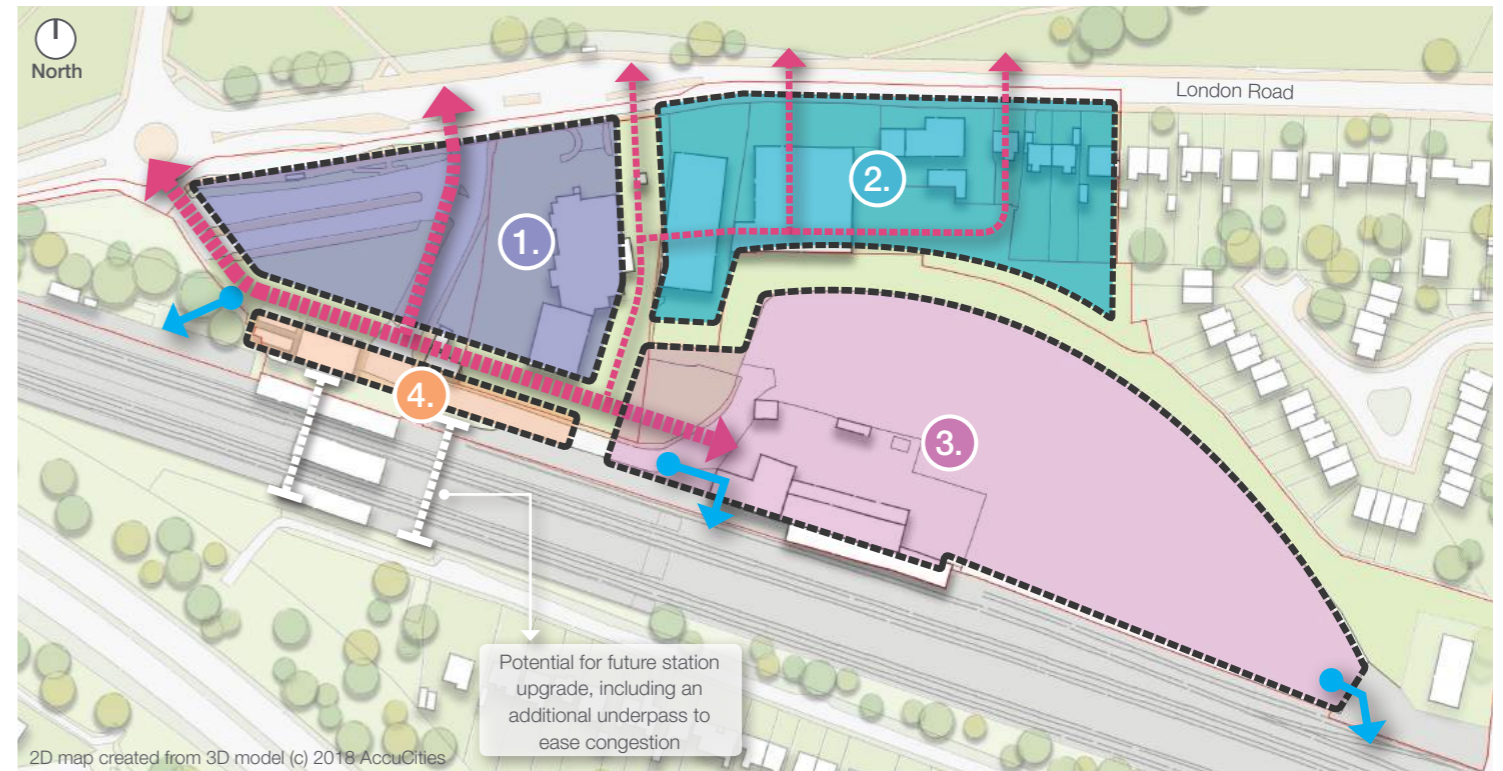 North
London Road
1.
2.
3.
4.
Potential for future station
upgrade, including an
additional underpass to
ease congestion
2D map created from 3D model (c) 2018 AccuCities